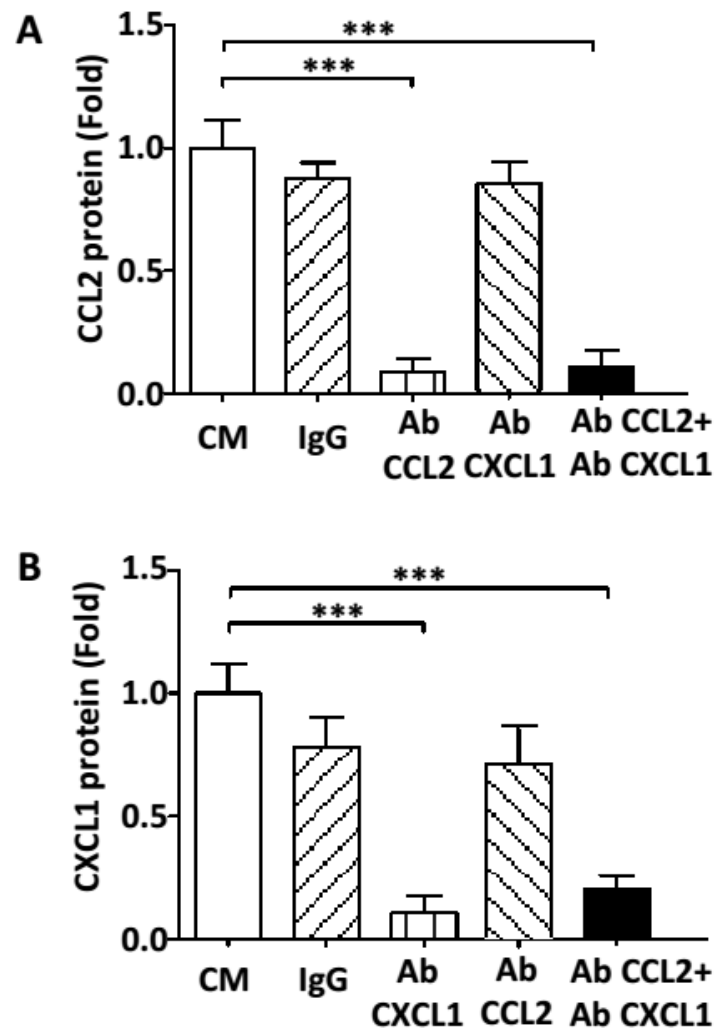 A
CCL2 protein (Fold)
1.5
1.0
0.5
0.0
***
***
CM
IgG
Ab
CCL2
Ab
CXCL1
Ab CCL2+
Ab CXCL1
B
CXCL1 protein (Fold)
1.5
1.0
0.5
0.0
***
***
CM
IgG
Ab
CXCL1
Ab
CCL2
Ab CCL2+
Ab CXCL1